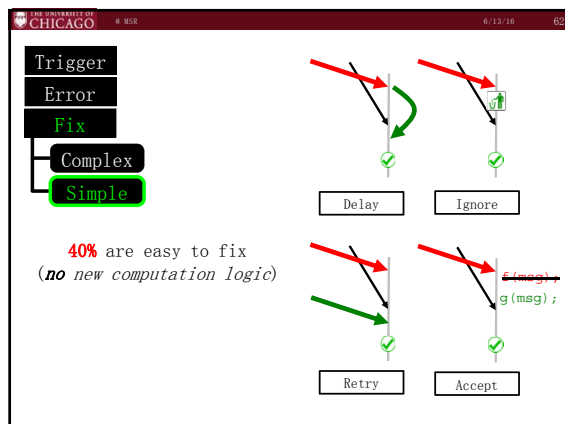 THE UNIVERSITY OF
CHICAGO
@ MSR
6/13/16
62
Trigger
Error
Fix
Complex
Simple
40% are easy to fix
(no new computation logic)
Delay
Ignore
f(msg);
g(msg);
Retry
Accept